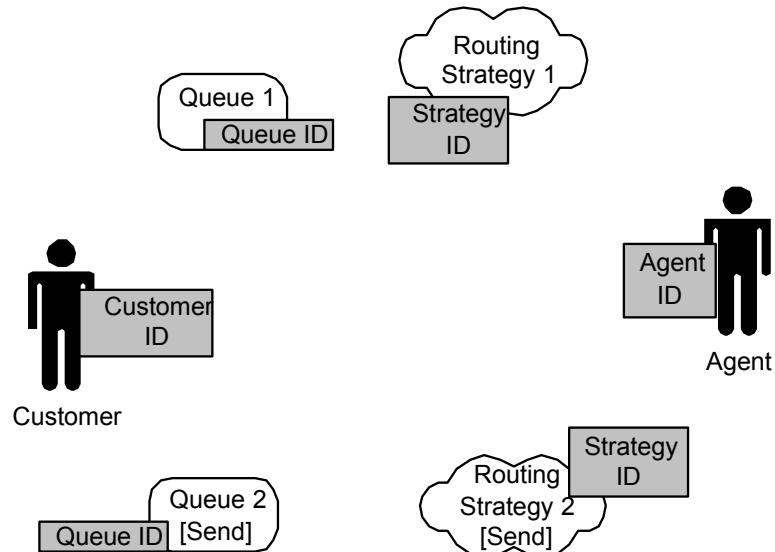 Routing
Strategy 1
Queue 1
Queue ID
Strategy
ID
Agent
ID
Agent
Customer
ID
Customer
Strategy
ID
Routing
Strategy 2
[Send]
Queue 2
[Send]
Queue ID